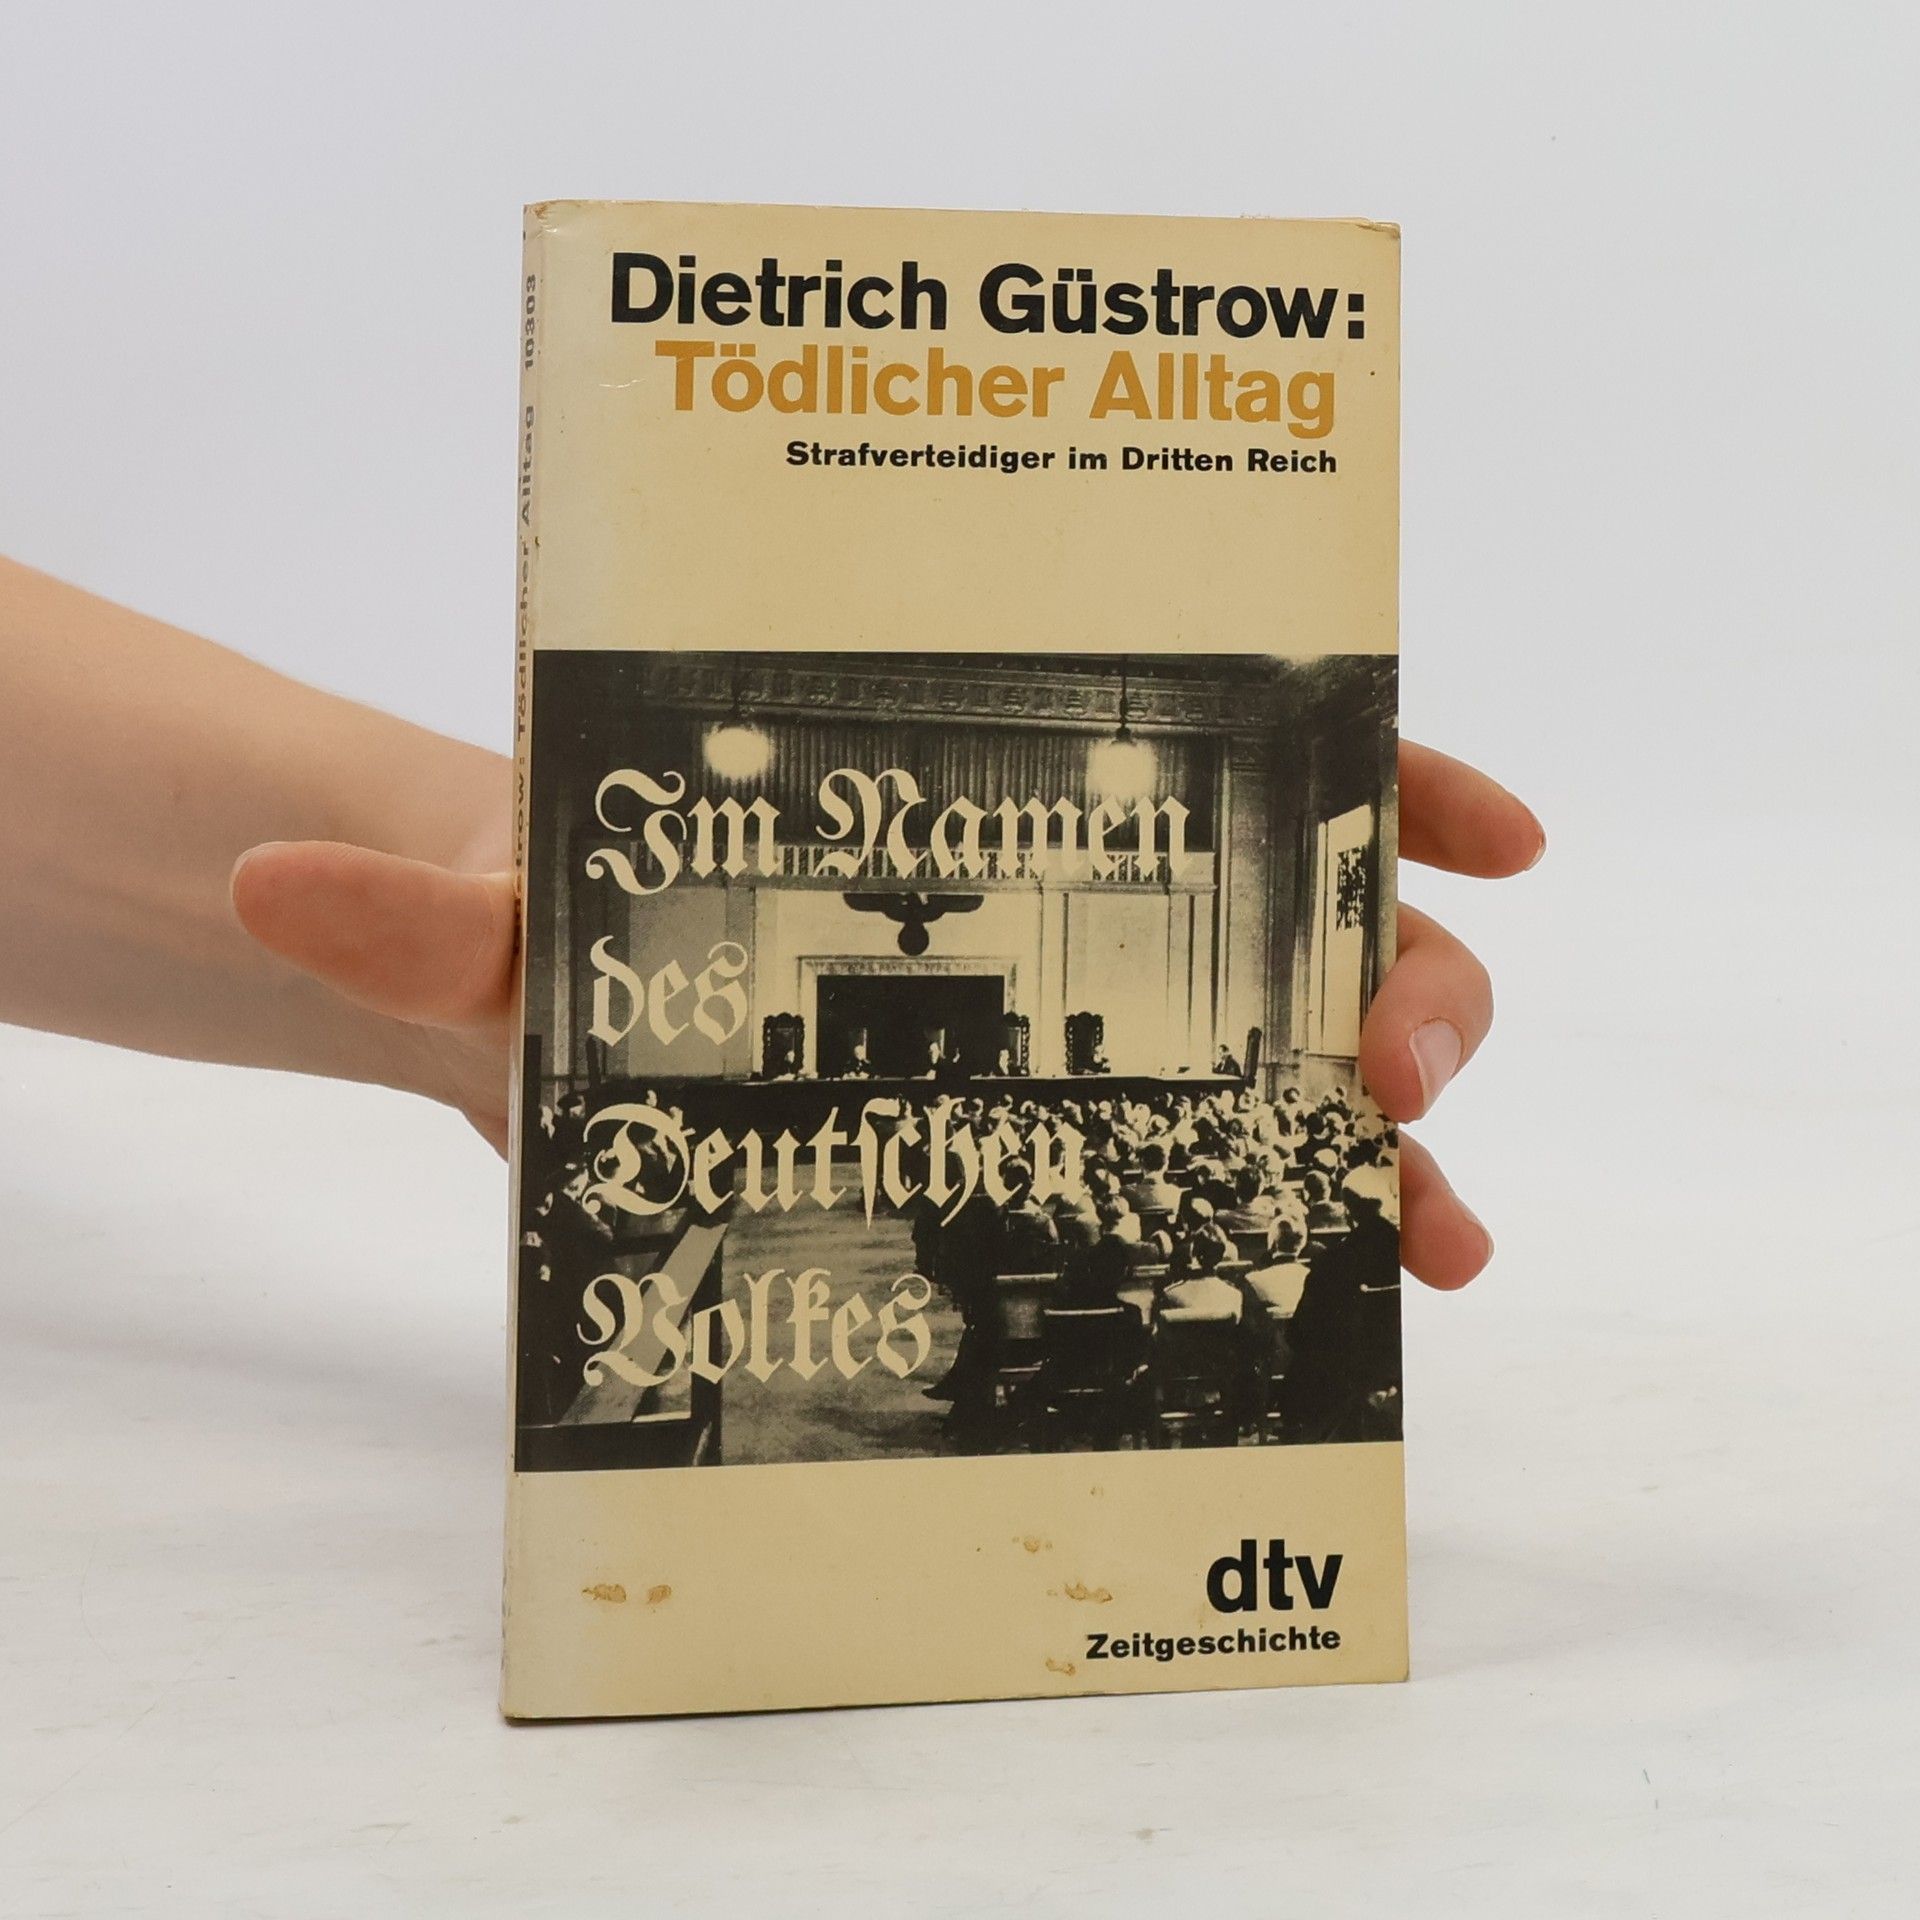 Dietrich Güstrow:
Tödlicher Alltag
Strafverteidiger im Dritten Reich
Im Namen
des
Deutſchen
Volkes
dtv
Zeitgeschichte
Tödlicher Alltag 10303